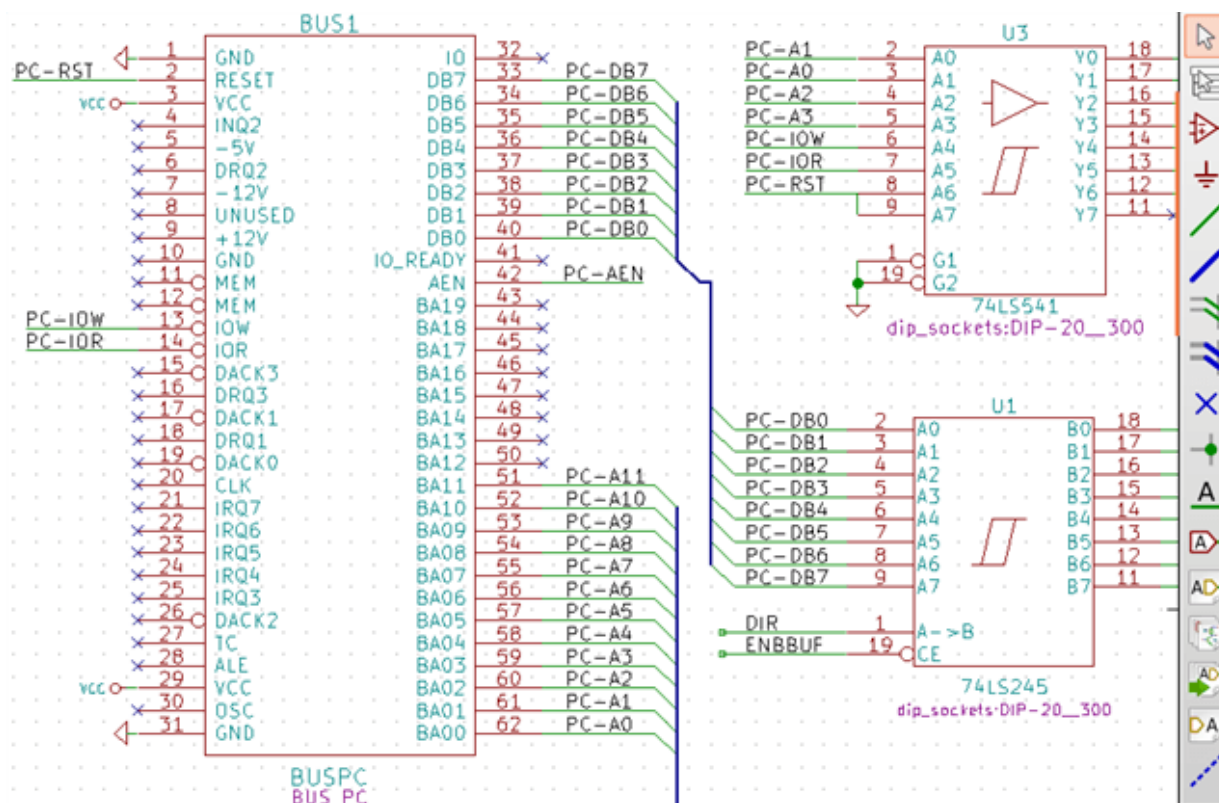 BUS1
1 GND IO 32
PC-RST 2 RESET DB7 33 PC-DB7
VCC 3 VCC DB6 34 PC-DB6
4 INQ2 DB5 35 PC-DB5
5 -5V DB4 36 PC-DB4
6 DRQ2 DB3 37 PC-DB3
7 -12V DB2 38 PC-DB2
8 UNUSED DB1 39 PC-DB1
9 +12V DB0 40 PC-DB0
10 GND IO_READY 41
11 MEM AEN 42 PC-AEN
12 MEM BA19 43
PC-IOW 13 IOW BA18 44
PC-IOR 14 IOR BA17 45
15 DACK3 BA16 46
16 DRQ3 BA15 47
17 DACK1 BA14 48
18 DRQ1 BA13 49
19 DACK0 BA12 50
20 CLK BA11 51 PC-A11
21 IRQ7 BA10 52 PC-A10
22 IRQ6 BA09 53 PC-A9
23 IRQ5 BA08 54 PC-A8
24 IRQ4 BA07 55 PC-A7
25 IRQ3 BA06 56 PC-A6
26 DACK2 BA05 57 PC-A5
27 TC BA04 58 PC-A4
28 ALE BA03 59 PC-A3
VCC 29 VCC BA02 60 PC-A2
30 OSC BA01 61 PC-A1
31 GND BA00 62 PC-A0
BUSPC
BUS_PC
U3
PC-A1 2 A0 Y0 18
PC-A0 3 A1 Y1 17
PC-A2 4 A2 Y2 16
PC-A3 5 A3 Y3 15
PC-IOW 6 A4 Y4 14
PC-IOR 7 A5 Y5 13
PC-RST 8 A6 Y6 12
9 A7 Y7 11
1 G1
19 G2
74LS541
dip_sockets:DIP-20__300
U1
PC-DB0 2 A0 B0 18
PC-DB1 3 A1 B1 17
PC-DB2 4 A2 B2 16
PC-DB3 5 A3 B3 15
PC-DB4 6 A4 B4 14
PC-DB5 7 A5 B5 13
PC-DB6 8 A6 B6 12
PC-DB7 9 A7 B7 11
DIR 1 A->B
ENBBUF 19 CE
74LS245
dip_sockets:DIP-20__300
A
A
AD
AD
DA